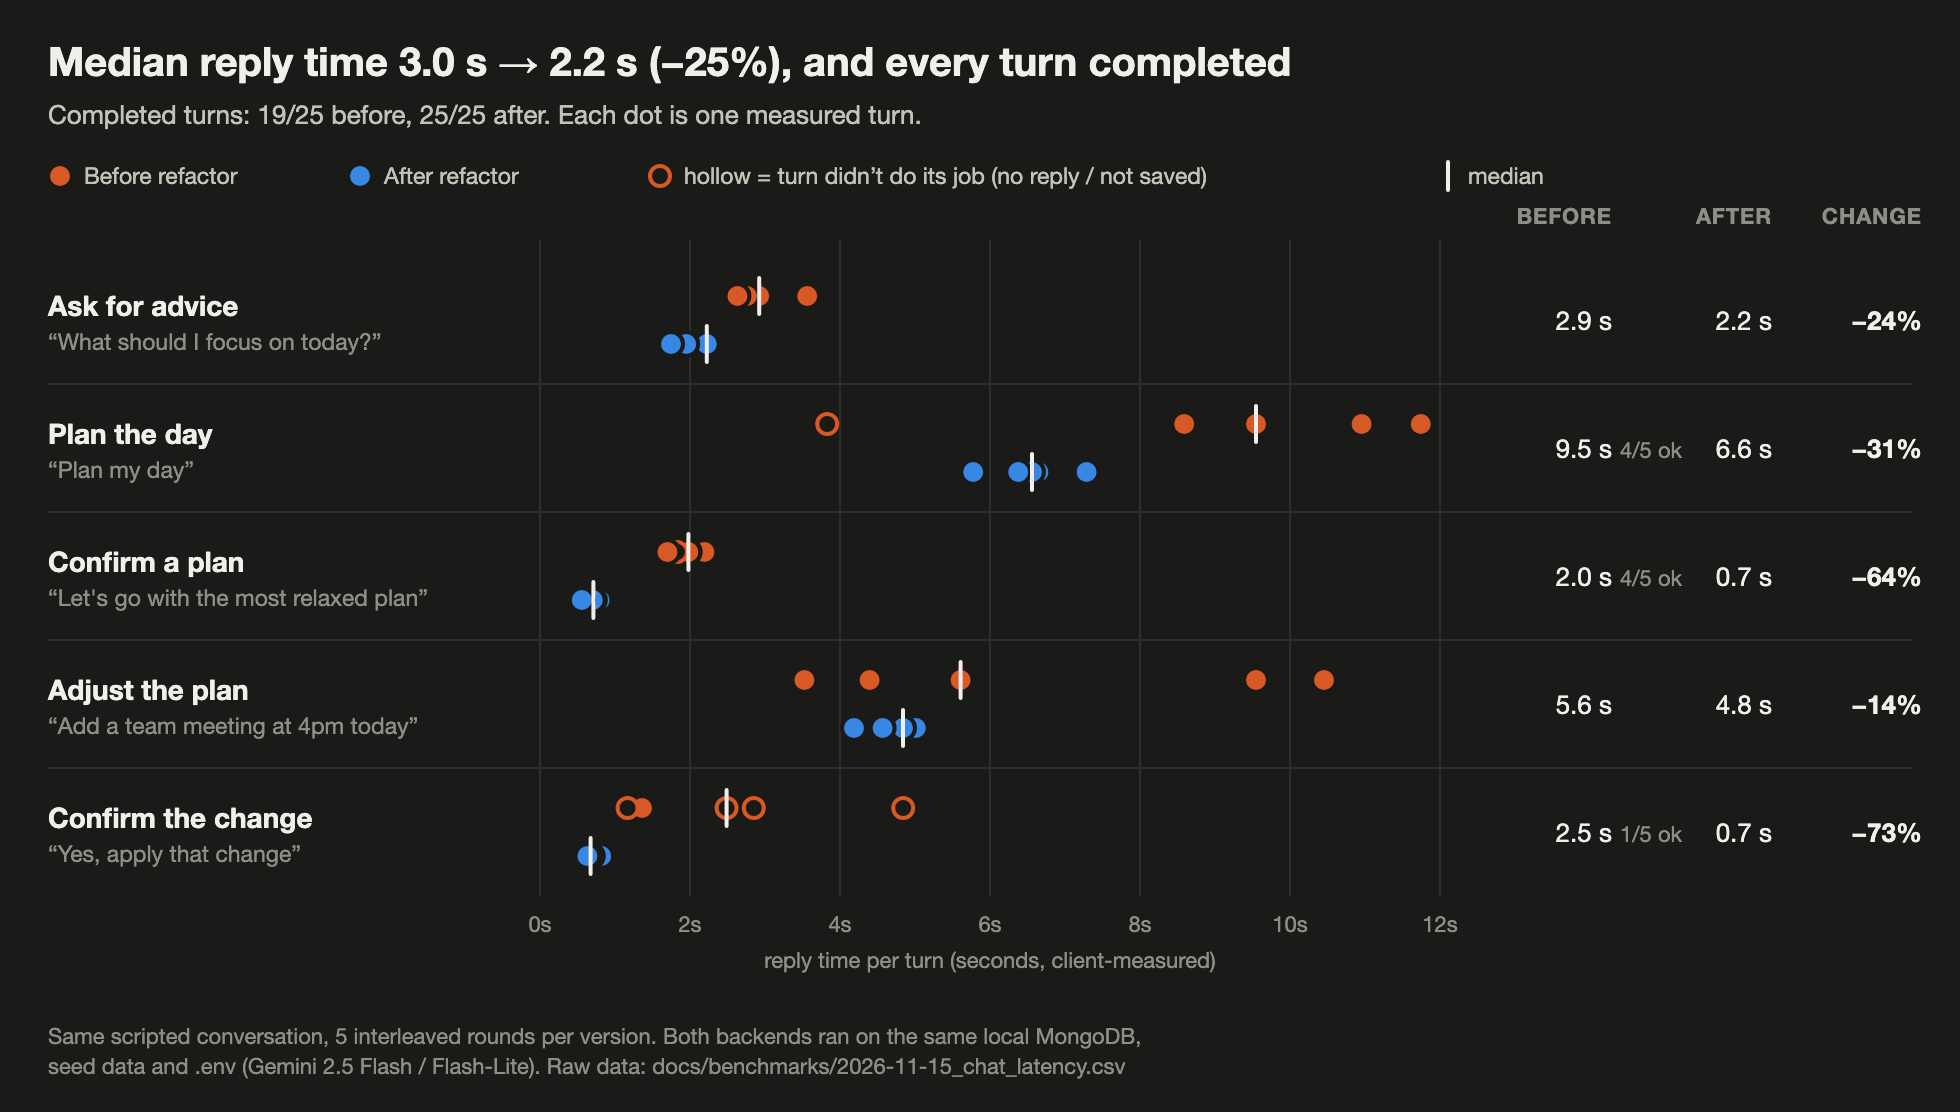 Median reply time 3.0 s → 2.2 s (−25%), and every turn completed
Completed turns: 19/25 before, 25/25 after. Each dot is one measured turn.
Before refactor
After refactor
hollow = turn didn’t do its job (no reply / not saved)
median
BEFORE AFTER CHANGE
Ask for advice
“What should I focus on today?”
2.9 s 2.2 s −24%
Plan the day
“Plan my day”
9.5 s 4/5 ok 6.6 s −31%
Confirm a plan
“Let's go with the most relaxed plan”
2.0 s 4/5 ok 0.7 s −64%
Adjust the plan
“Add a team meeting at 4pm today”
5.6 s 4.8 s −14%
Confirm the change
“Yes, apply that change”
2.5 s 1/5 ok 0.7 s −73%
0s 2s 4s 6s 8s 10s 12s
reply time per turn (seconds, client-measured)
Same scripted conversation, 5 interleaved rounds per version. Both backends ran on the same local MongoDB,
seed data and .env (Gemini 2.5 Flash / Flash-Lite). Raw data: docs/benchmarks/2026-11-15_chat_latency.csv